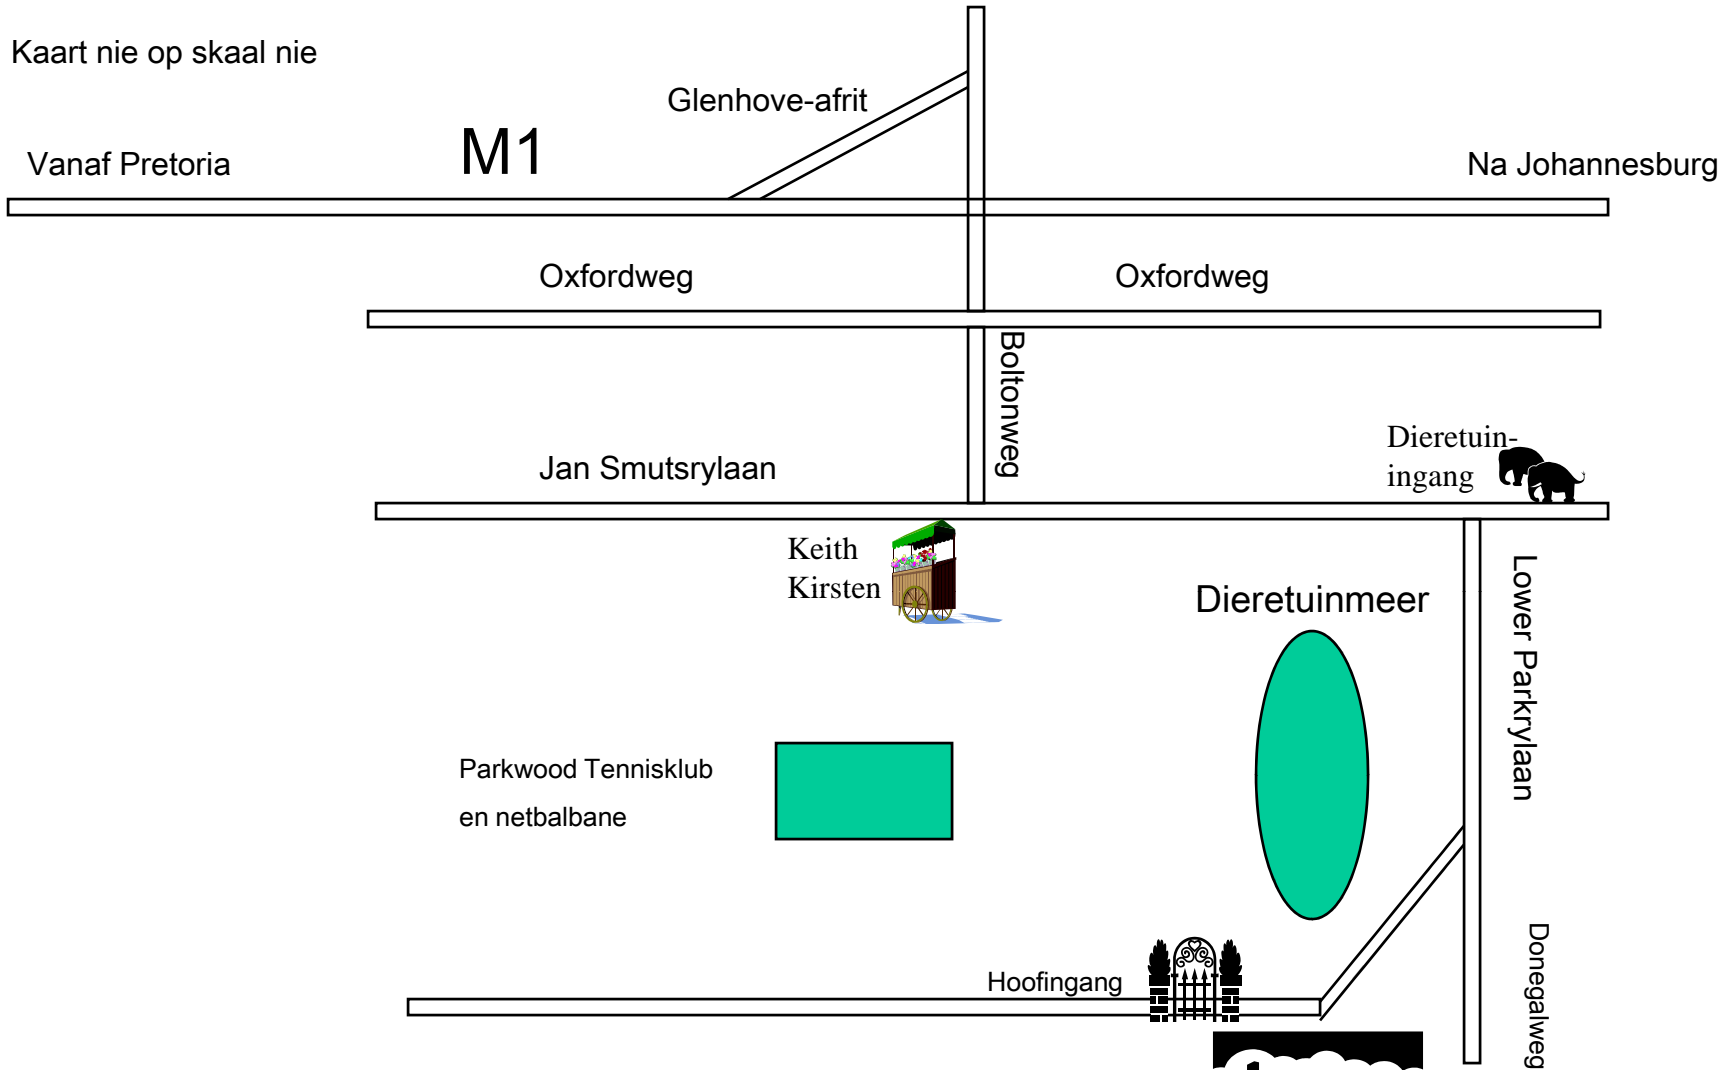 Kaart nie op skaal nie
Glenhove-afrit
M1
Vanaf Pretoria
Na Johannesburg
Oxfordweg
Oxfordweg
Boltonweg
Dieretuin-
ingang
Jan Smutsrylaan
Keith
Kirsten
Dieretuinmeer
Lower Parkrylaan
Parkwood Tennisklub
en netbalbane
Donegalweg
Hoofingang